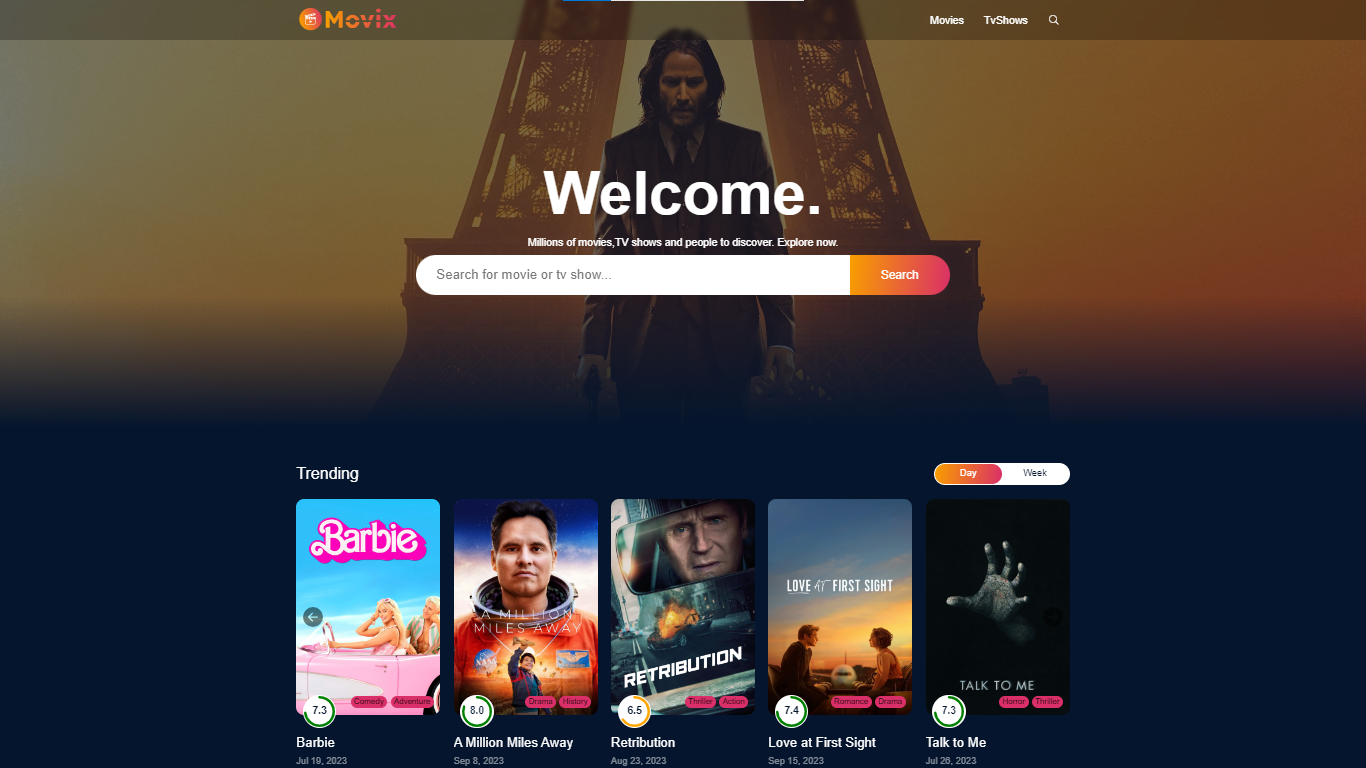 Movix
Movies TvShows
Welcome.
Millions of movies,TV shows and people to discover. Explore now.
Search for movie or tv show...
Search
Trending
Day Week
Barbie
A MILLION
MILES AWAY
NASA
RETRIBUTION
LOVE AT FIRST SIGHT
TALK TO ME
7.3 Comedy Adventure
8.0 Drama History
6.5 Thriller Action
7.4 Romance Drama
7.3 Horror Thriller
Barbie
Jul 19, 2023
A Million Miles Away
Sep 8, 2023
Retribution
Aug 23, 2023
Love at First Sight
Sep 15, 2023
Talk to Me
Jul 26, 2023